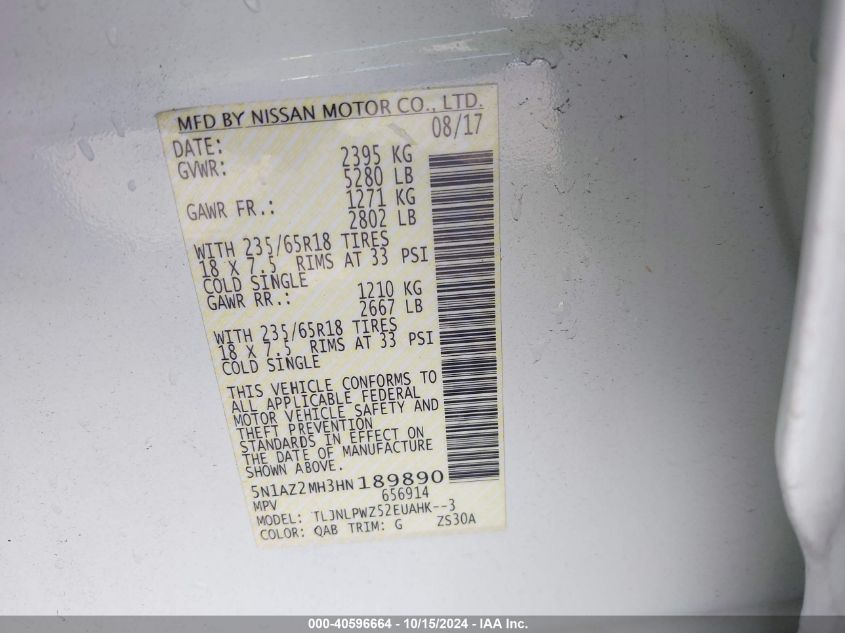 MFD BY NISSAN MOTOR CO., LTD.
DATE: 08/17
GVWR: 2395 KG
5280 LB
GAWR FR.: 1271 KG
2802 LB
WITH 235/65R18 TIRES
18 X 7.5 RIMS AT 33 PSI
COLD SINGLE
GAWR RR.: 1210 KG
2667 LB
WITH 235/65R18 TIRES
18 X 7.5 RIMS AT 33 PSI
COLD SINGLE
THIS VEHICLE CONFORMS TO
ALL APPLICABLE FEDERAL
MOTOR VEHICLE SAFETY AND
THEFT PREVENTION
STANDARDS IN EFFECT ON
THE DATE OF MANUFACTURE
SHOWN ABOVE.
5N1AZ2MH3HN189890
MPV 656914
MODEL: TLJNLPWZ52EUAHK--3
COLOR: QAB TRIM: G ZS30A
000-40596664 - 10/15/2024 - IAA Inc.